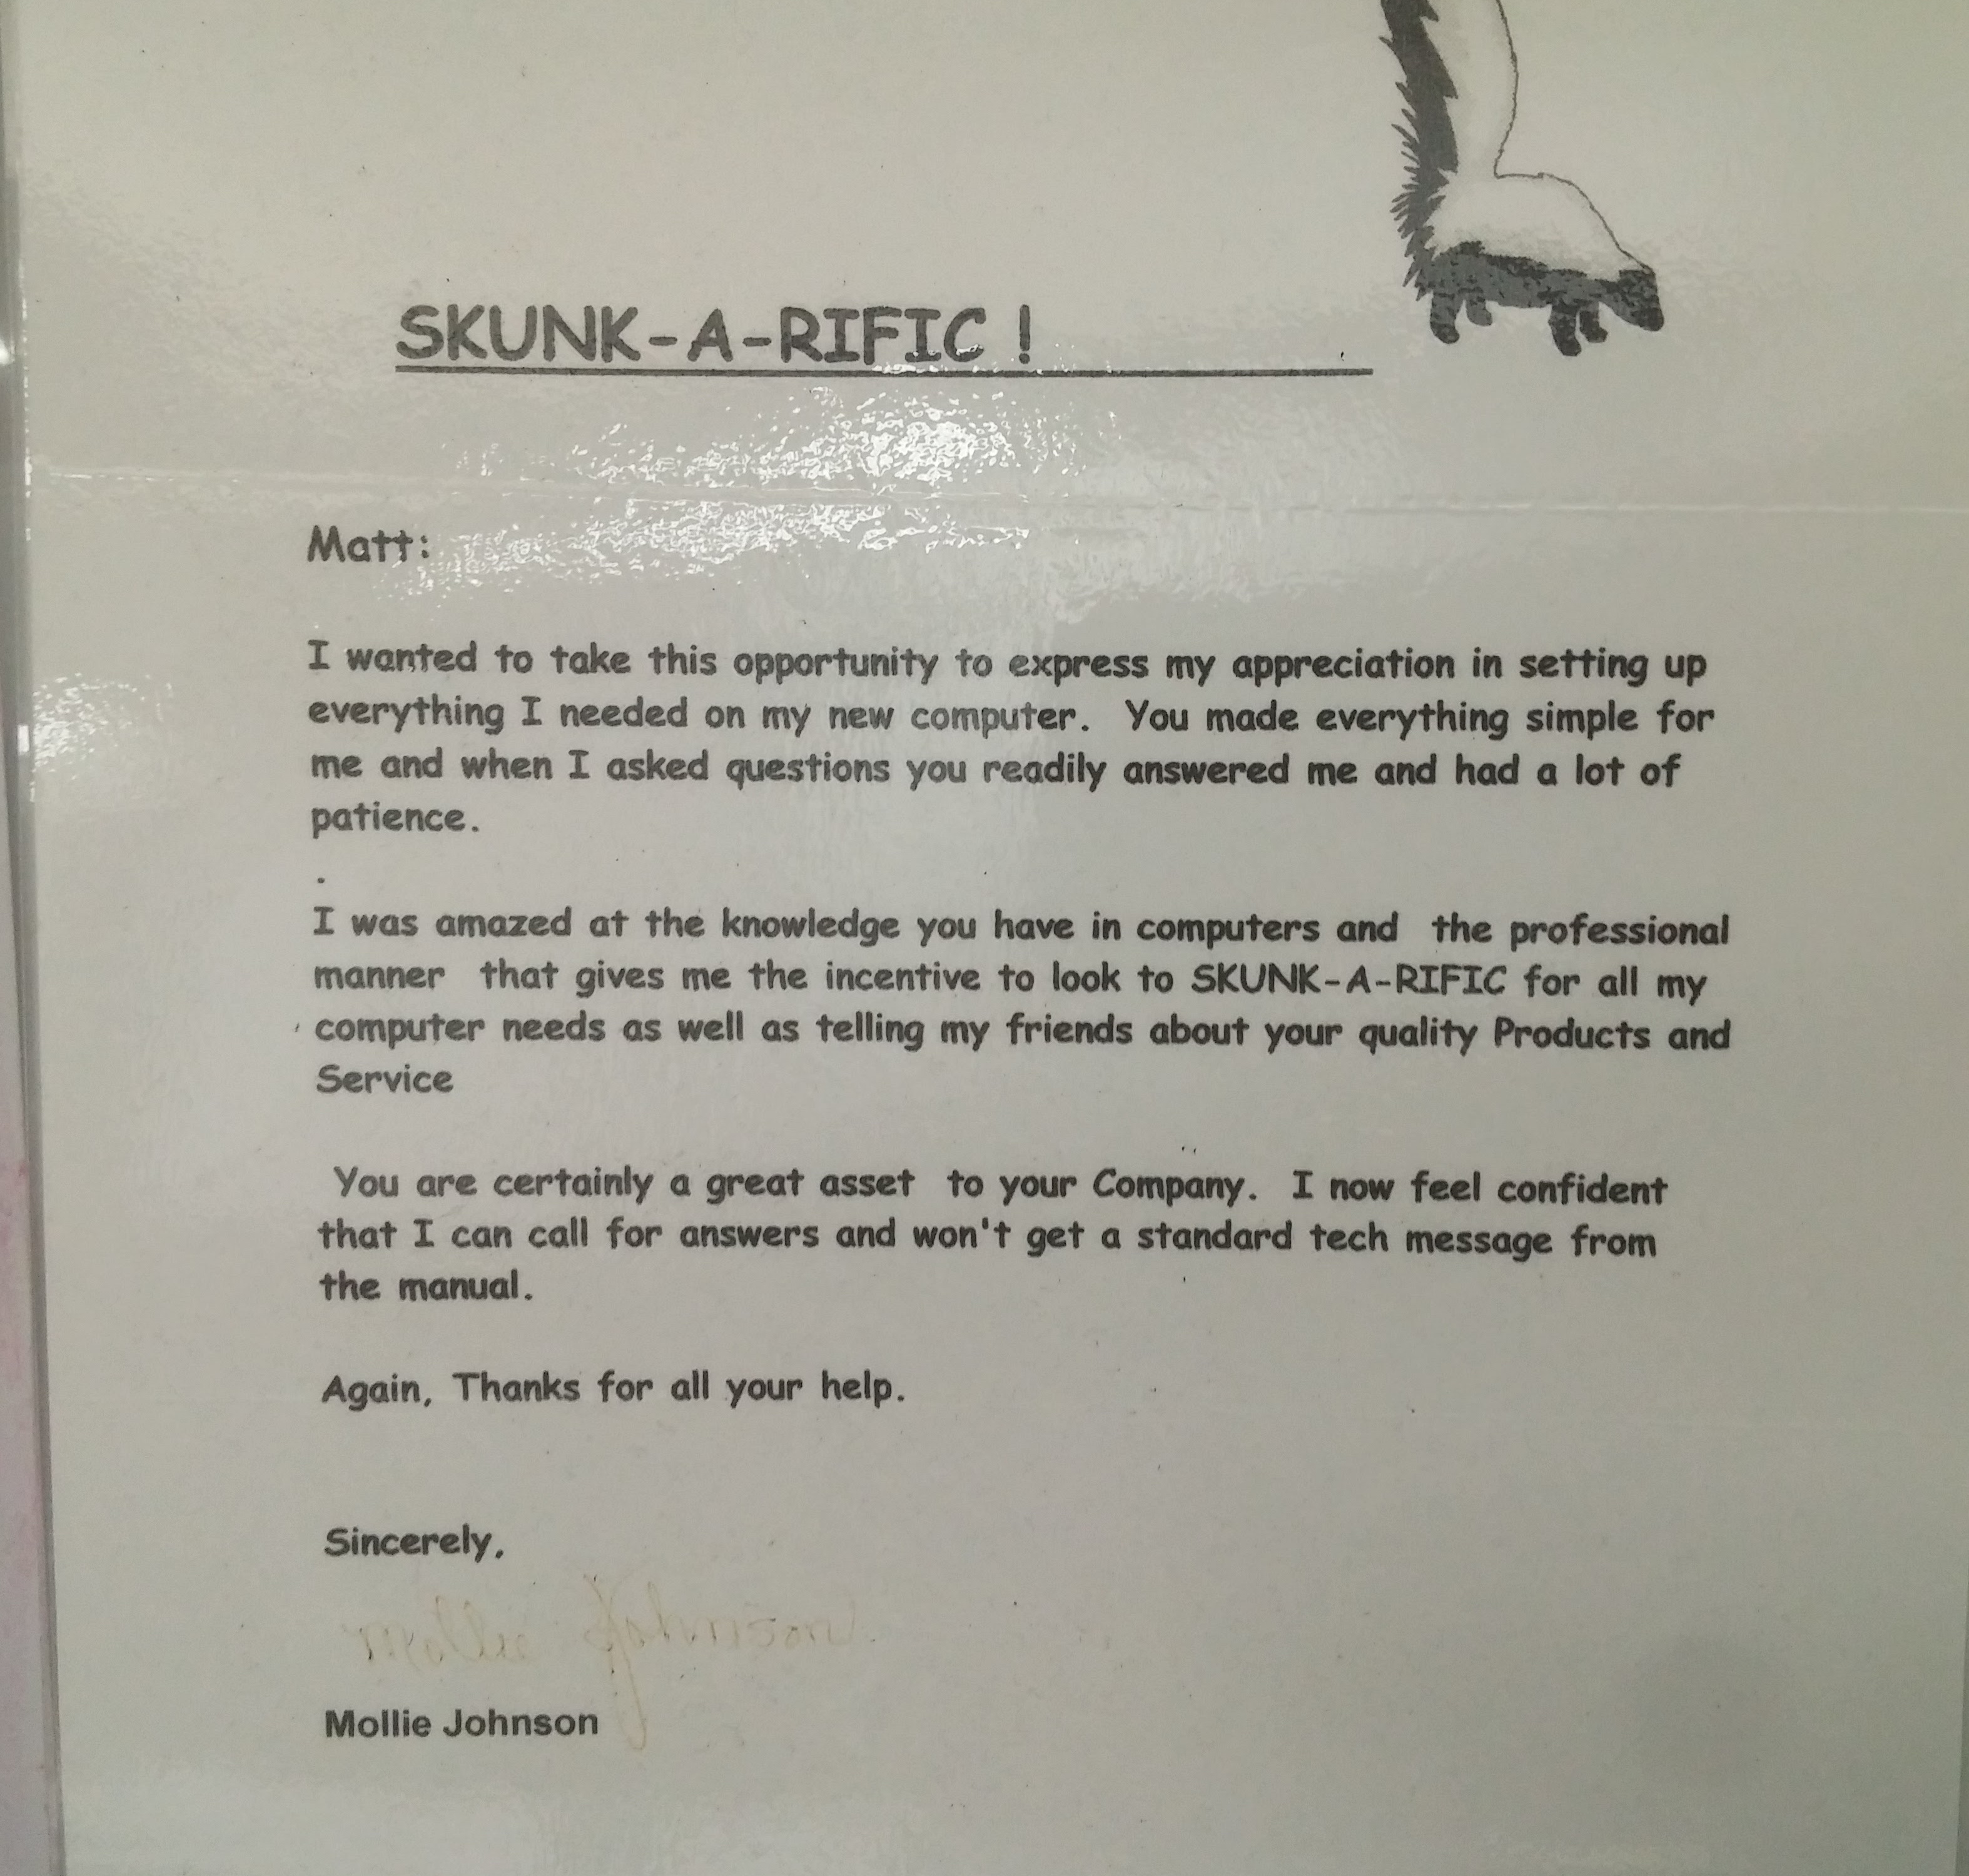 SKUNK-A-RIFIC !
Matt:
I wanted to take this opportunity to express my appreciation in setting up
everything I needed on my new computer. You made everything simple for
me and when I asked questions you readily answered me and had a lot of
patience.
.
I was amazed at the knowledge you have in computers and the professional
manner that gives me the incentive to look to SKUNK-A-RIFIC for all my
computer needs as well as telling my friends about your quality Products and
Service
You are certainly a great asset to your Company. I now feel confident
that I can call for answers and won't get a standard tech message from
the manual.
Again, Thanks for all your help.
Sincerely,
Mollie Johnson
Mollie Johnson